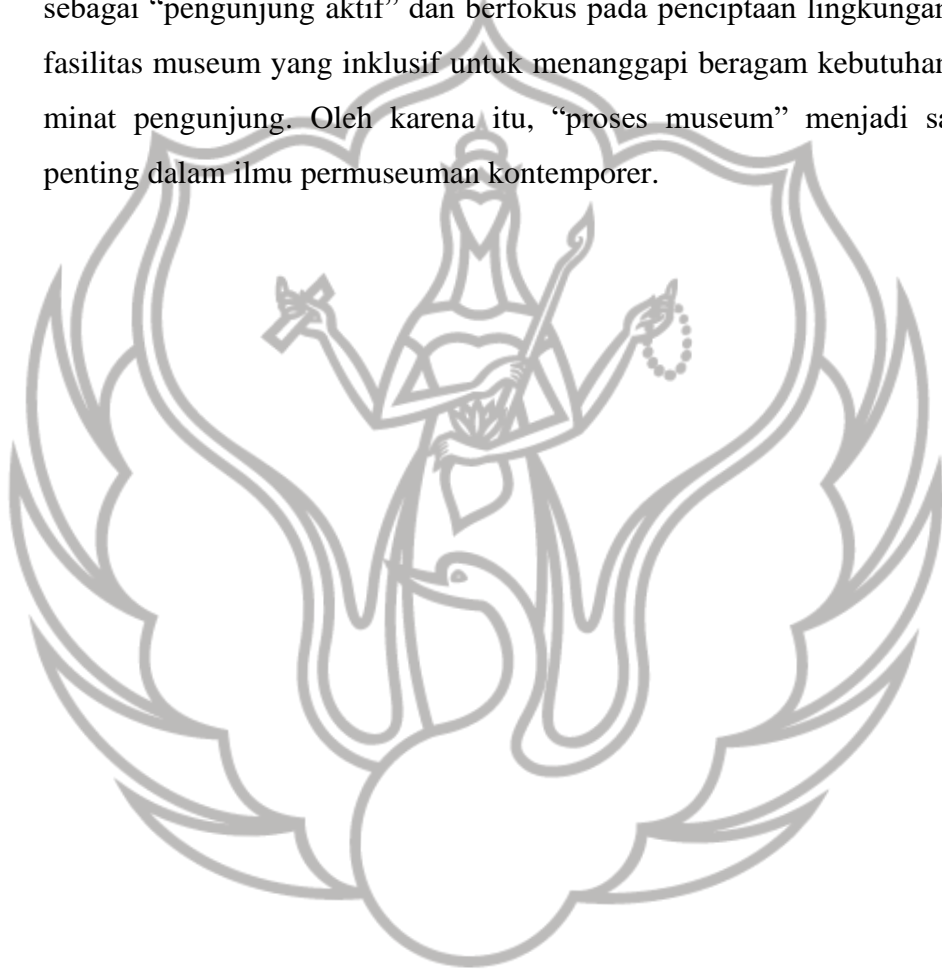 sebagai “pengunjung aktif” dan berfokus pada penciptaan lingkungan
fasilitas museum yang inklusif untuk menanggapi beragam kebutuhan
minat pengunjung. Oleh karena itu, “proses museum” menjadi sa
penting dalam ilmu permuseuman kontemporer.